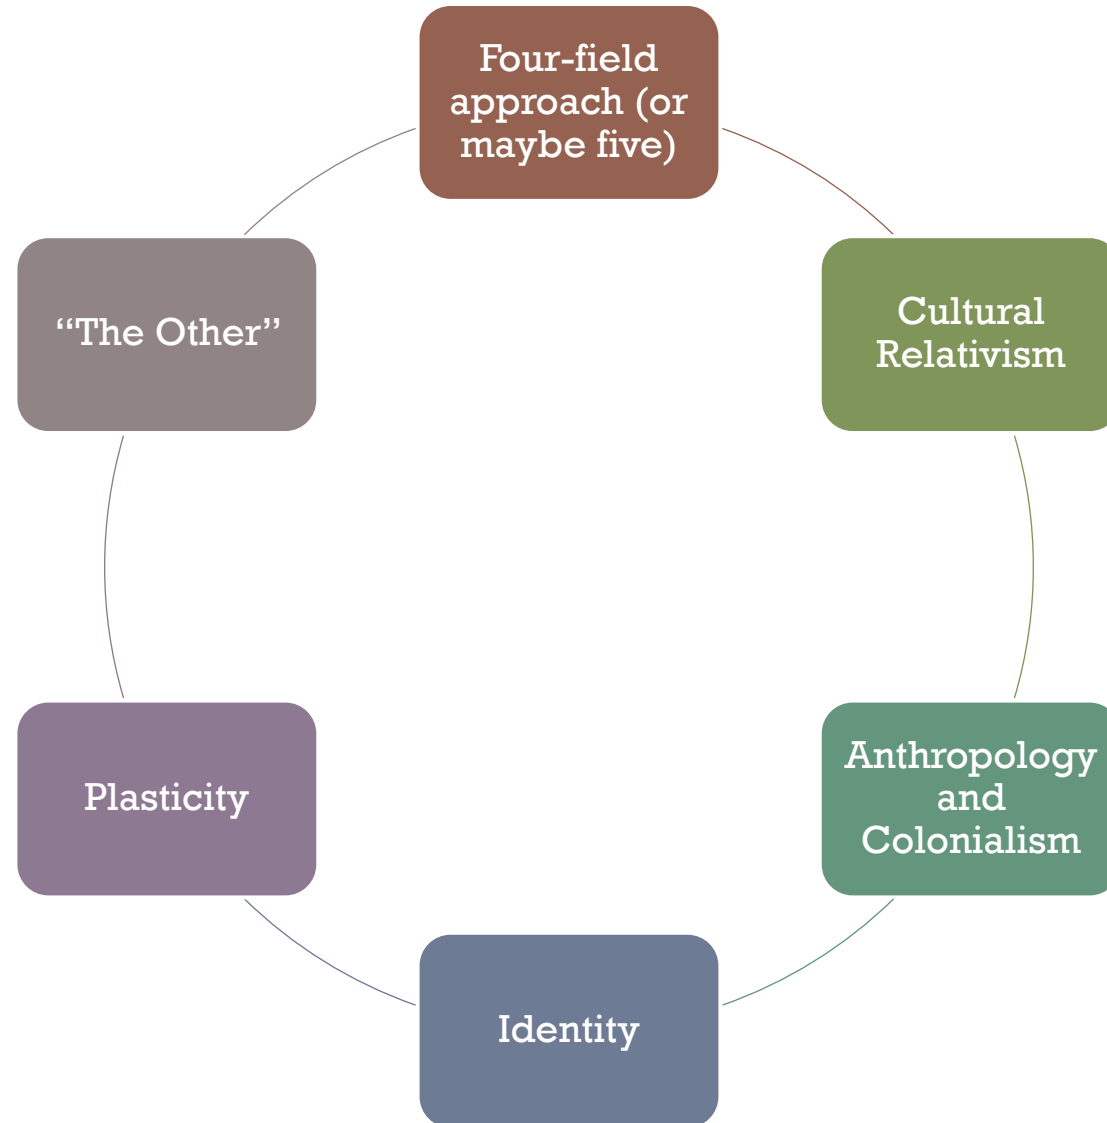 Four-field
approach (or
maybe five)
Cultural
Relativism
Anthropology
and
Colonialism
Identity
Plasticity
“The Other”